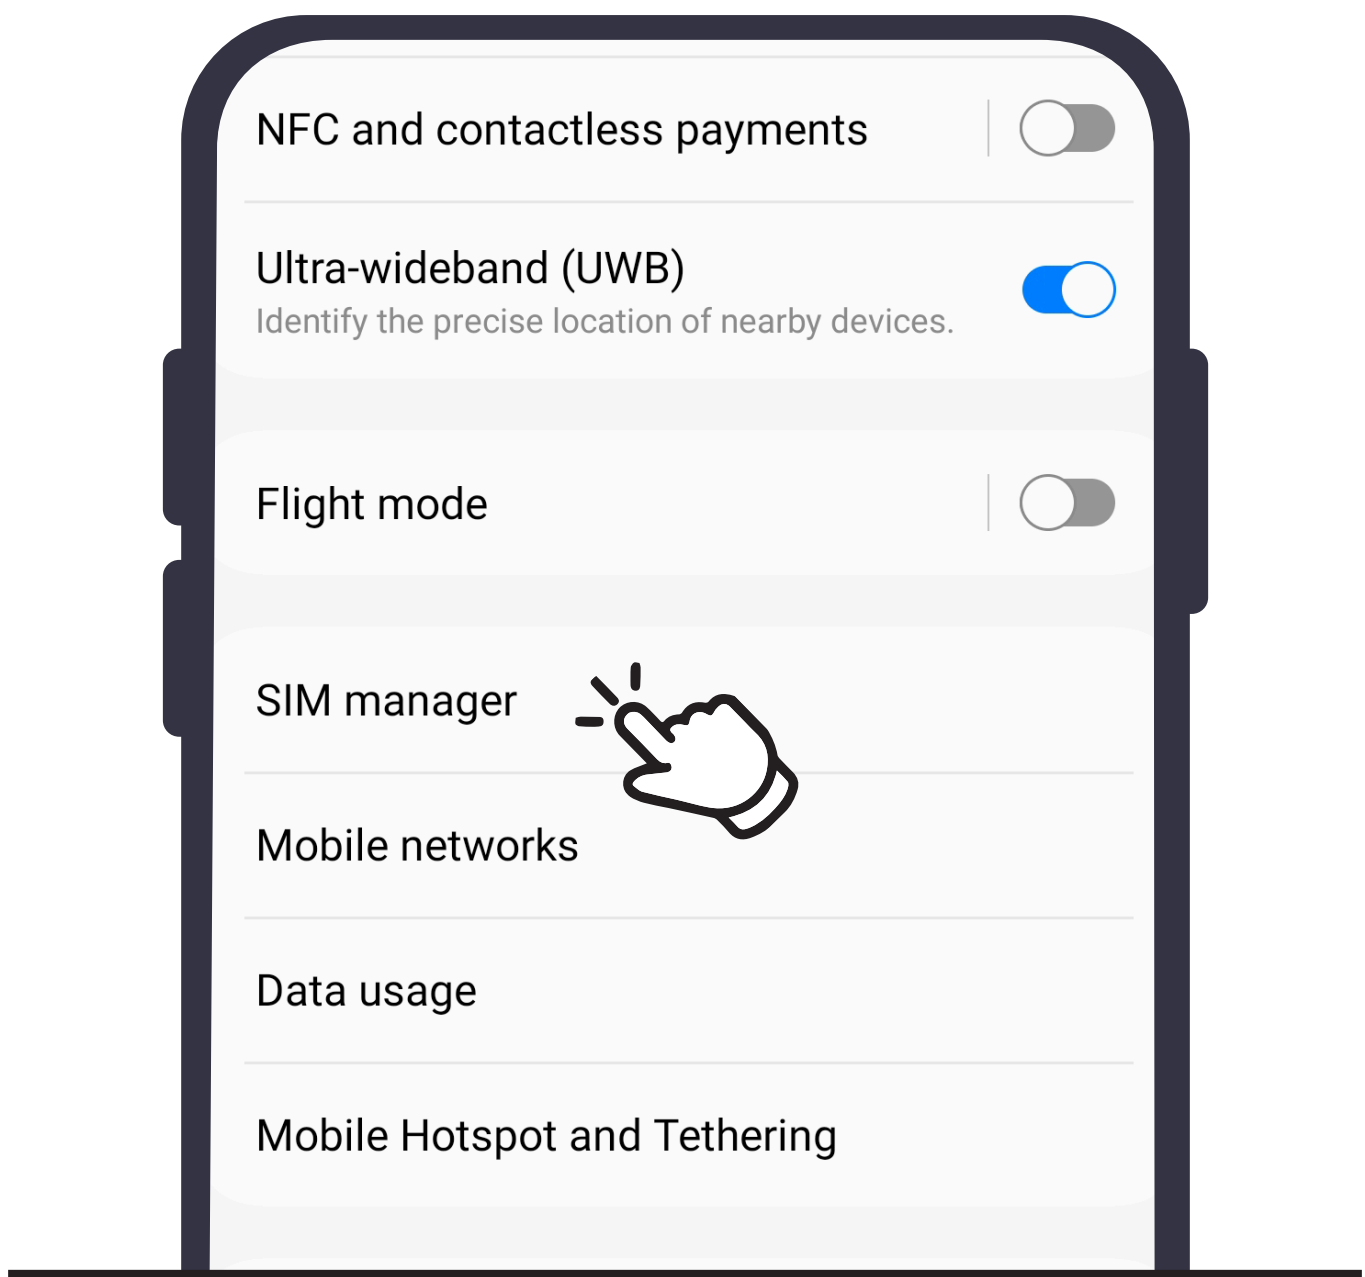 NFC and contactless payments
Ultra-wideband (UWB)
Identify the precise location of nearby devices.
Flight mode
SIM manager
Mobile networks
Data usage
Mobile Hotspot and Tethering